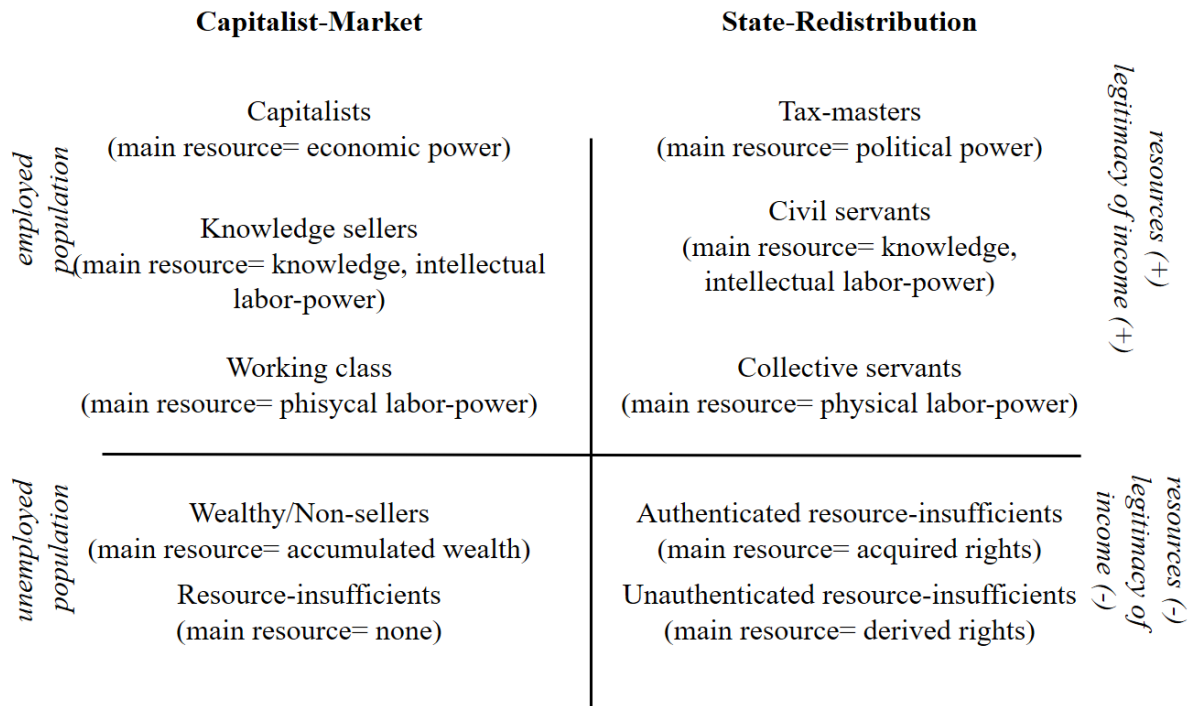 Capitalist-Market
State-Redistribution
employed
population
Capitalists
(main resource= economic power)
Knowledge sellers
(main resource= knowledge, intellectual
labor-power)
Working class
(main resource= phisycal labor-power)
Tax-masters
(main resource= political power)
Civil servants
(main resource= knowledge,
intellectual labor-power)
Collective servants
(main resource= physical labor-power)
resources (+)
legitimacy of income (+)
unemployed
population
Wealthy/Non-sellers
(main resource= accumulated wealth)
Resource-insufficients
(main resource= none)
Authenticated resource-insufficients
(main resource= acquired rights)
Unauthenticated resource-insufficients
(main resource= derived rights)
resources (-)
legitimacy of
income (-)